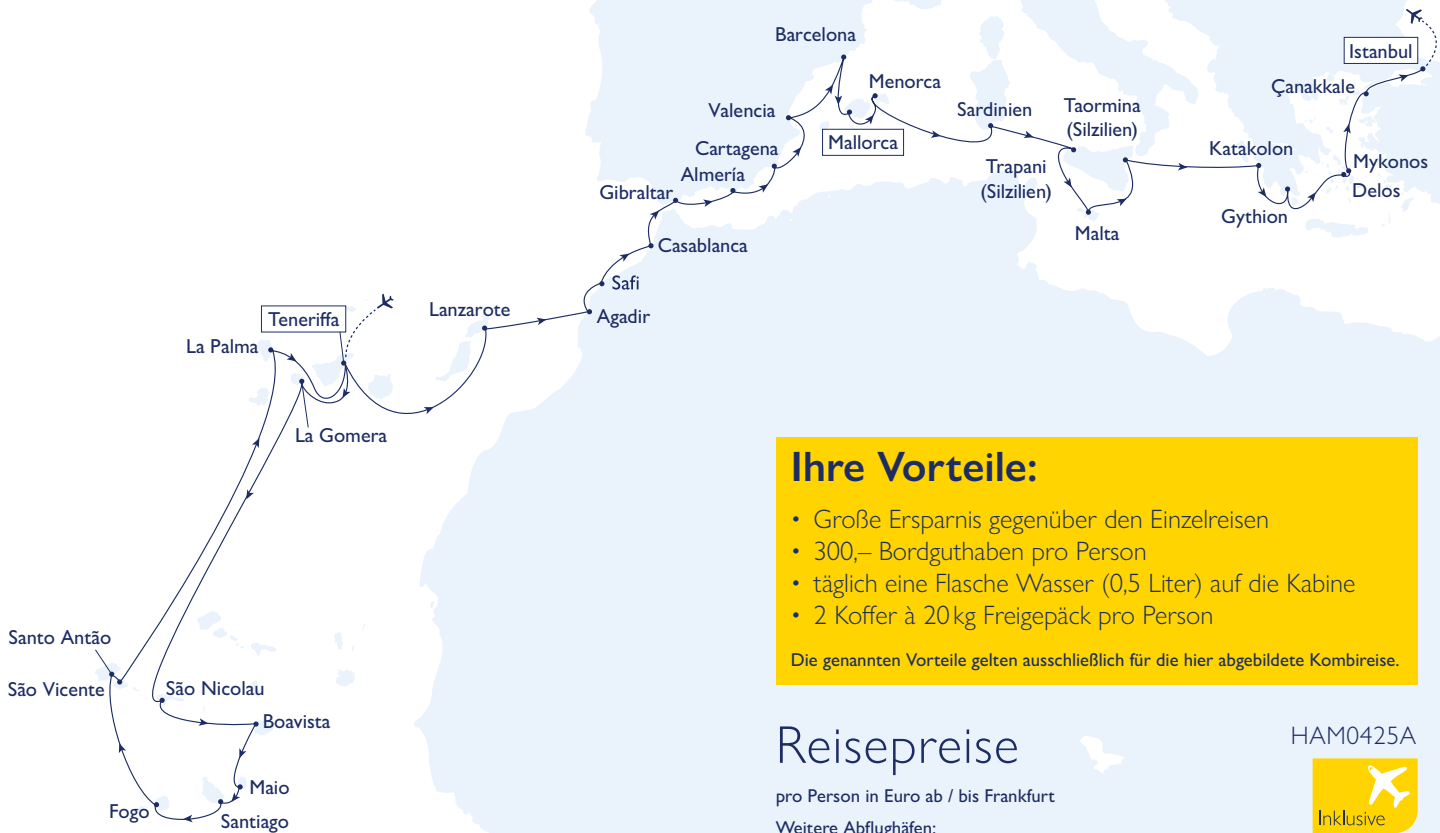 Barcelona
Istanbul
Menorca
Çanakkale
Valencia
Sardinien
Taormina
(Silzilien)
Mallorca
Cartagena
Katakolon
Almería
Trapani
(Silzilien)
Mykonos
Delos
Gibraltar
Gythion
Malta
Casablanca
Safi
Agadir
Lanzarote
Teneriffa
La Palma
La Gomera
Santo Antão
São Vicente
São Nicolau
Boavista
Maio
Fogo
Santiago
Ihre Vorteile:
• Große Ersparnis gegenüber den Einzelreisen
• 300,– Bordguthaben pro Person
• täglich eine Flasche Wasser (0,5 Liter) auf die Kabine
• 2 Koffer à 20 kg Freigepäck pro Person
Die genannten Vorteile gelten ausschließlich für die hier abgebildete Kombireise.
Reisepreise
HAM0425A
pro Person in Euro ab / bis Frankfurt
Weitere Abflughäfen:
Inklusive